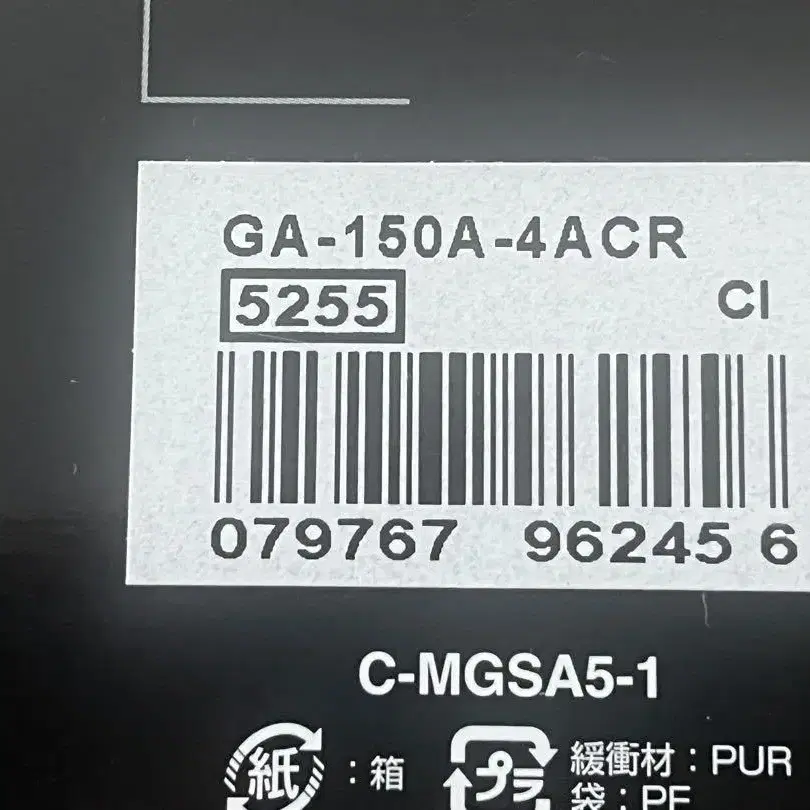 GA-150A-4ACR
5255
CI
079767 96245 6
C-MGSA5-1
紙 : 箱
プラ 緩衝材 : PUR
袋 : PE